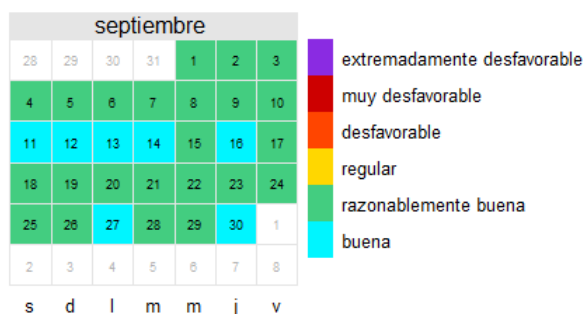 septiembre
28 29 30 31 1 2 3
4 5 6 7 8 9 10
11 12 13 14 15 16 17
18 19 20 21 22 23 24
25 26 27 28 29 30 1
2 3 4 5 6 7 8
s d l m m j v
extremadamente desfavorable
muy desfavorable
desfavorable
regular
razonablemente buena
buena